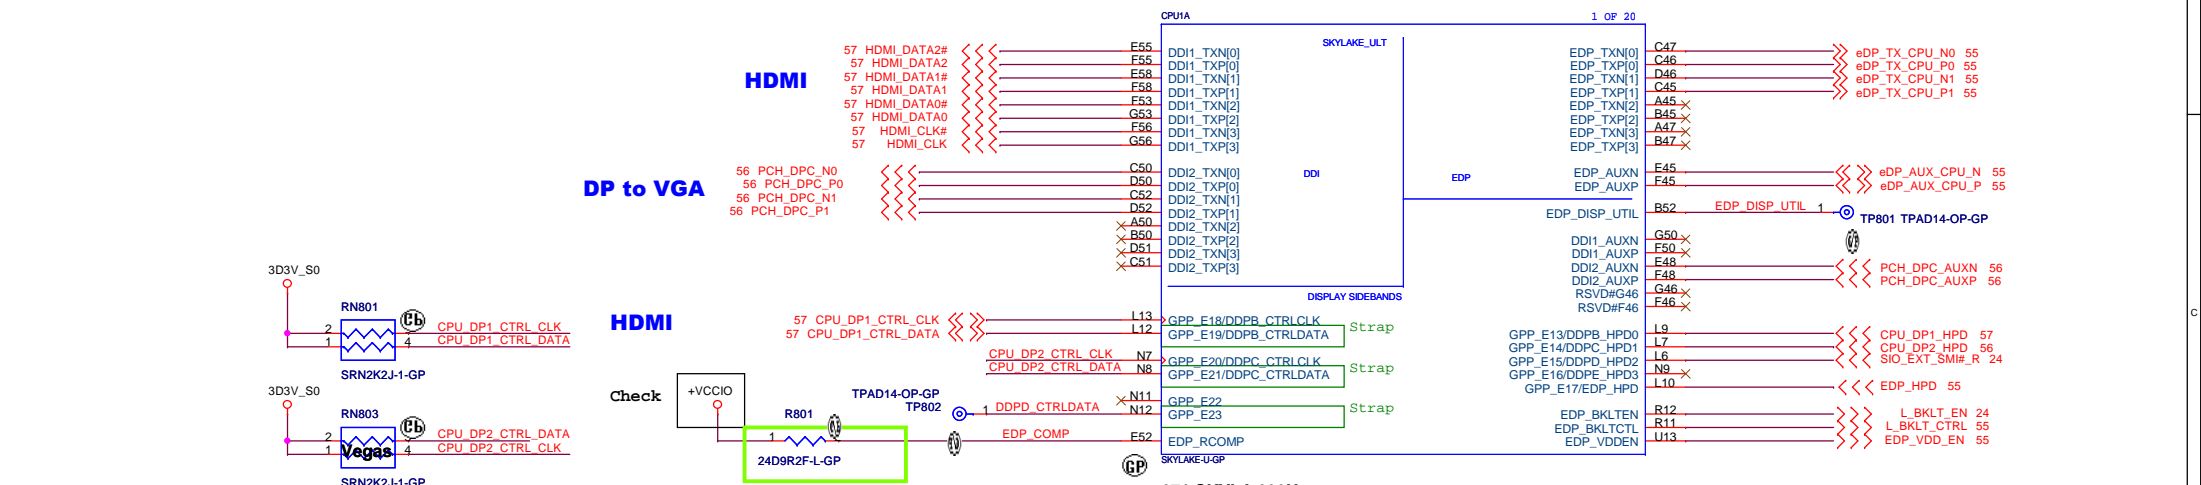 CPU1A
1 OF 20
SKYLAKE_ULT
HDMI
57 HDMI_DATA2# E55 DDI1_TXN[0]
57 HDMI_DATA2 F55 DDI1_TXP[0]
57 HDMI_DATA1# E58 DDI1_TXN[1]
57 HDMI_DATA1 F58 DDI1_TXP[1]
57 HDMI_DATA0# F53 DDI1_TXN[2]
57 HDMI_DATA0 G53 DDI1_TXP[2]
57 HDMI_CLK# F56 DDI1_TXN[3]
57 HDMI_CLK G56 DDI1_TXP[3]
DP to VGA
56 PCH_DPC_N0 C50 DDI2_TXN[0]
56 PCH_DPC_P0 D50 DDI2_TXP[0]
56 PCH_DPC_N1 C52 DDI2_TXN[1]
56 PCH_DPC_P1 D52 DDI2_TXP[1]
A50 DDI2_TXN[2]
B50 DDI2_TXP[2]
D51 DDI2_TXN[3]
C51 DDI2_TXP[3]
DDI
EDP
DISPLAY SIDEBANDS
EDP_TXN[0] C47 eDP_TX_CPU_N0 55
EDP_TXP[0] C46 eDP_TX_CPU_P0 55
EDP_TXN[1] D46 eDP_TX_CPU_N1 55
EDP_TXP[1] C45 eDP_TX_CPU_P1 55
EDP_TXN[2] A45
EDP_TXP[2] B45
EDP_TXN[3] A47
EDP_TXP[3] B47
EDP_AUXN E45 eDP_AUX_CPU_N 55
EDP_AUXP F45 eDP_AUX_CPU_P 55
EDP_DISP_UTIL B52 EDP_DISP_UTIL 1 TP801 TPAD14-OP-GP
DDI1_AUXN G50
DDI1_AUXP F50
DDI2_AUXN E48 PCH_DPC_AUXN 56
DDI2_AUXP F48 PCH_DPC_AUXP 56
RSVD#G46 G46
RSVD#F46 F46
C
3D3V_S0
RN801
2 CPU_DP1_CTRL_CLK
1 4 CPU_DP1_CTRL_DATA
SRN2K2J-1-GP
HDMI
57 CPU_DP1_CTRL_CLK L13 GPP_E18/DDPB_CTRLCLK
57 CPU_DP1_CTRL_DATA L12 GPP_E19/DDPB_CTRLDATA Strap
CPU_DP2_CTRL_CLK N7 GPP_E20/DDPC_CTRLCLK
CPU_DP2_CTRL_DATA N8 GPP_E21/DDPC_CTRLDATA Strap
N11 GPP_E22
TPAD14-OP-GP
TP802 1 DDPD_CTRLDATA N12 GPP_E23 Strap
GPP_E13/DDPB_HPD0 L9 CPU_DP1_HPD 57
GPP_E14/DDPC_HPD1 L7 CPU_DP2_HPD 56
GPP_E15/DDPD_HPD2 L6 SIO_EXT_SMI#_R 24
GPP_E16/DDPE_HPD3 N9
GPP_E17/EDP_HPD L10 EDP_HPD 55
EDP_BKLTEN R12 L_BKLT_EN 24
EDP_BKLTCTL R11 L_BKLT_CTRL 55
EDP_VDDEN U13 EDP_VDD_EN 55
3D3V_S0
RN803
2 CPU_DP2_CTRL_DATA
1 Vegas 4 CPU_DP2_CTRL_CLK
SRN2K2J-1-GP
Check
+VCCIO
R801
1 EDP_COMP E52 EDP_RCOMP
24D9R2F-L-GP
GP
SKYLAKE-U-GP